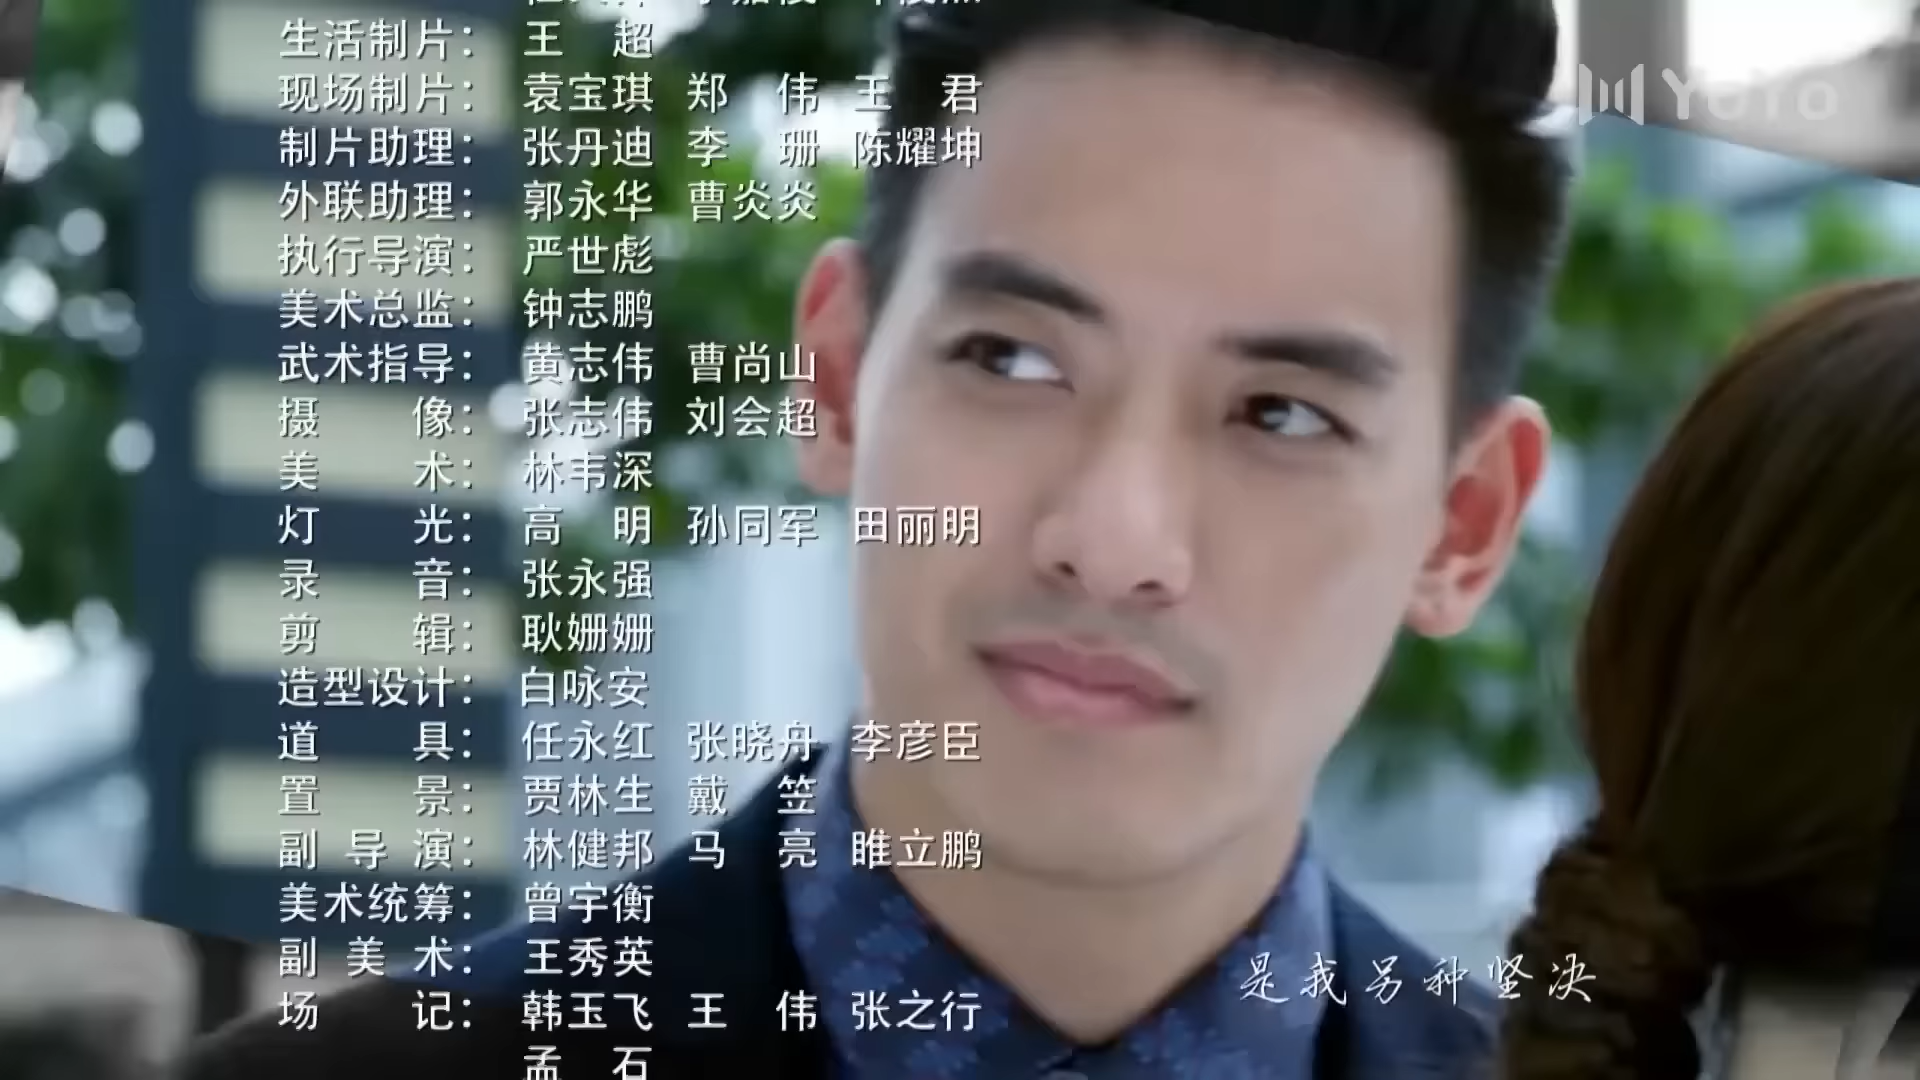 生活制片： 王 超
现场制片： 袁宝琪 郑 伟 王 君
制片助理： 张丹迪 李 珊 陈耀坤
外联助理： 郭永华 曹炎炎
执行导演： 严世彪
美术总监： 钟志鹏
武术指导： 黄志伟 曹尚山
摄 像： 张志伟 刘会超
美 术： 林韦深
灯 光： 高 明 孙同军 田丽明
录 音： 张永强
剪 辑： 耿姗姗
造型设计： 白咏安
道 具： 任永红 张晓舟 李彦臣
置 景： 贾林生 戴 笠
副 导 演： 林健邦 马 亮 睢立鹏
美术统筹： 曾宇衡
副 美 术： 王秀英
场 记： 韩玉飞 王 伟 张之行
孟 石
YoYo
是我另种坚决